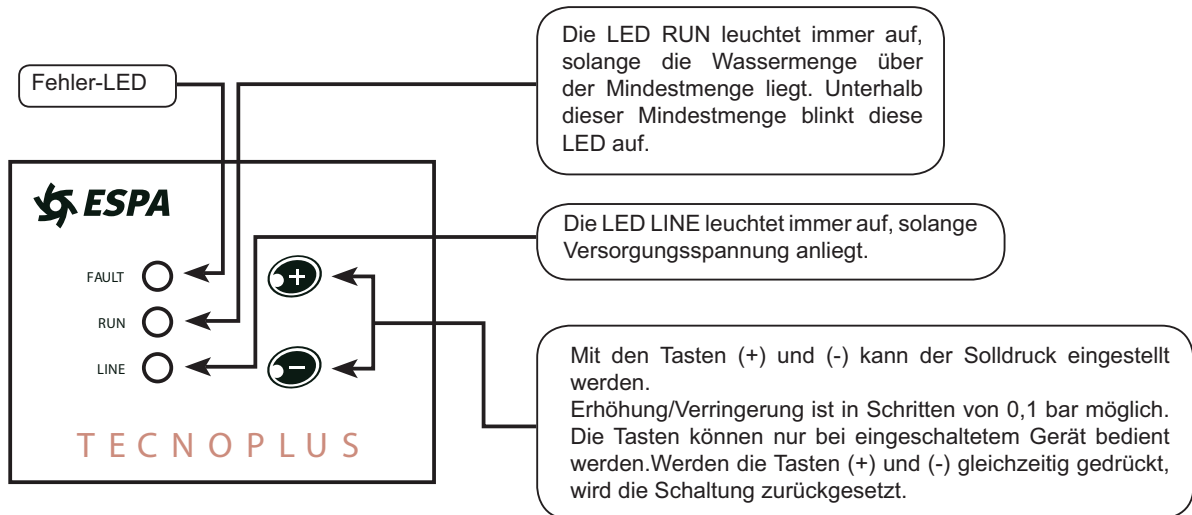 Die LED RUN leuchtet immer auf,
solange die Wassermenge über
der Mindestmenge liegt. Unterhalb
dieser Mindestmenge blinkt diese
LED auf.
Fehler-LED
ESPA
Die LED LINE leuchtet immer auf, solange
Versorgungsspannung anliegt.
FAULT
+
RUN
LINE
-
Mit den Tasten (+) und (-) kann der Solldruck eingestellt
werden.
Erhöhung/Verringerung ist in Schritten von 0,1 bar möglich.
Die Tasten können nur bei eingeschaltetem Gerät bedient
werden.Werden die Tasten (+) und (-) gleichzeitig gedrückt,
wird die Schaltung zurückgesetzt.
TECNOPLUS